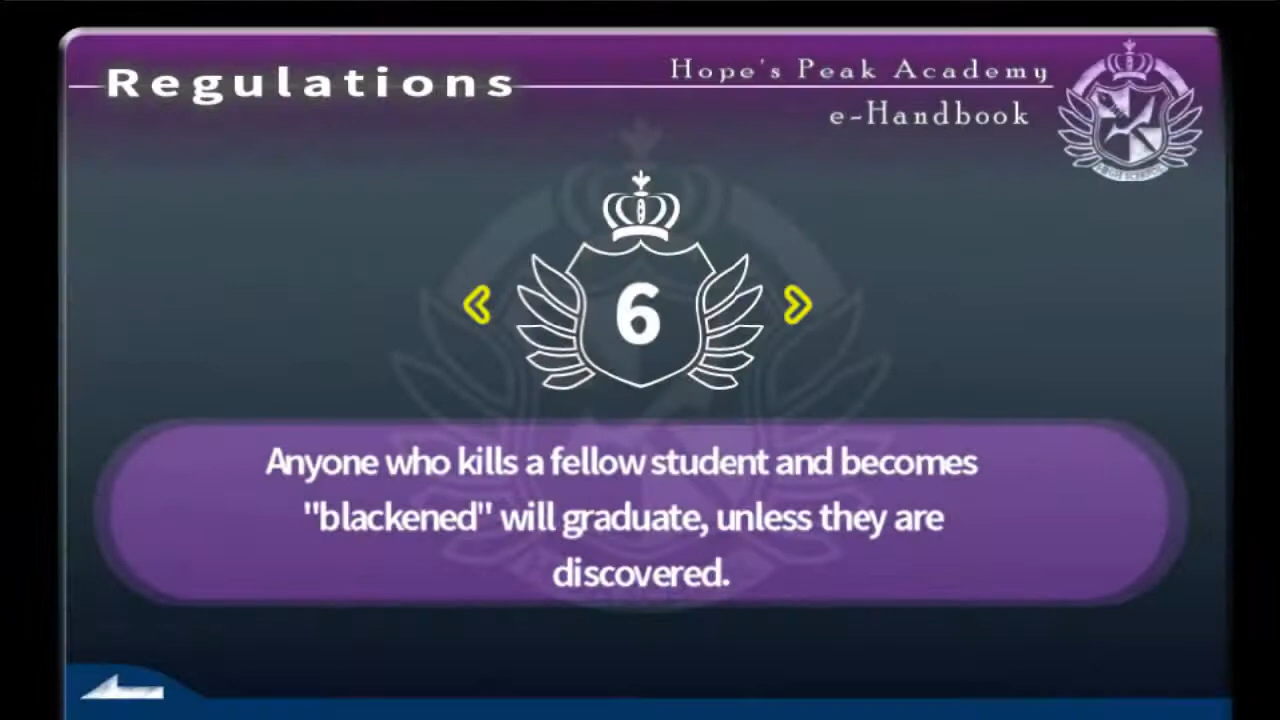 Regulations
Hope's Peak Academy
e-Handbook
6
Anyone who kills a fellow student and becomes
"blackened" will graduate, unless they are
discovered.